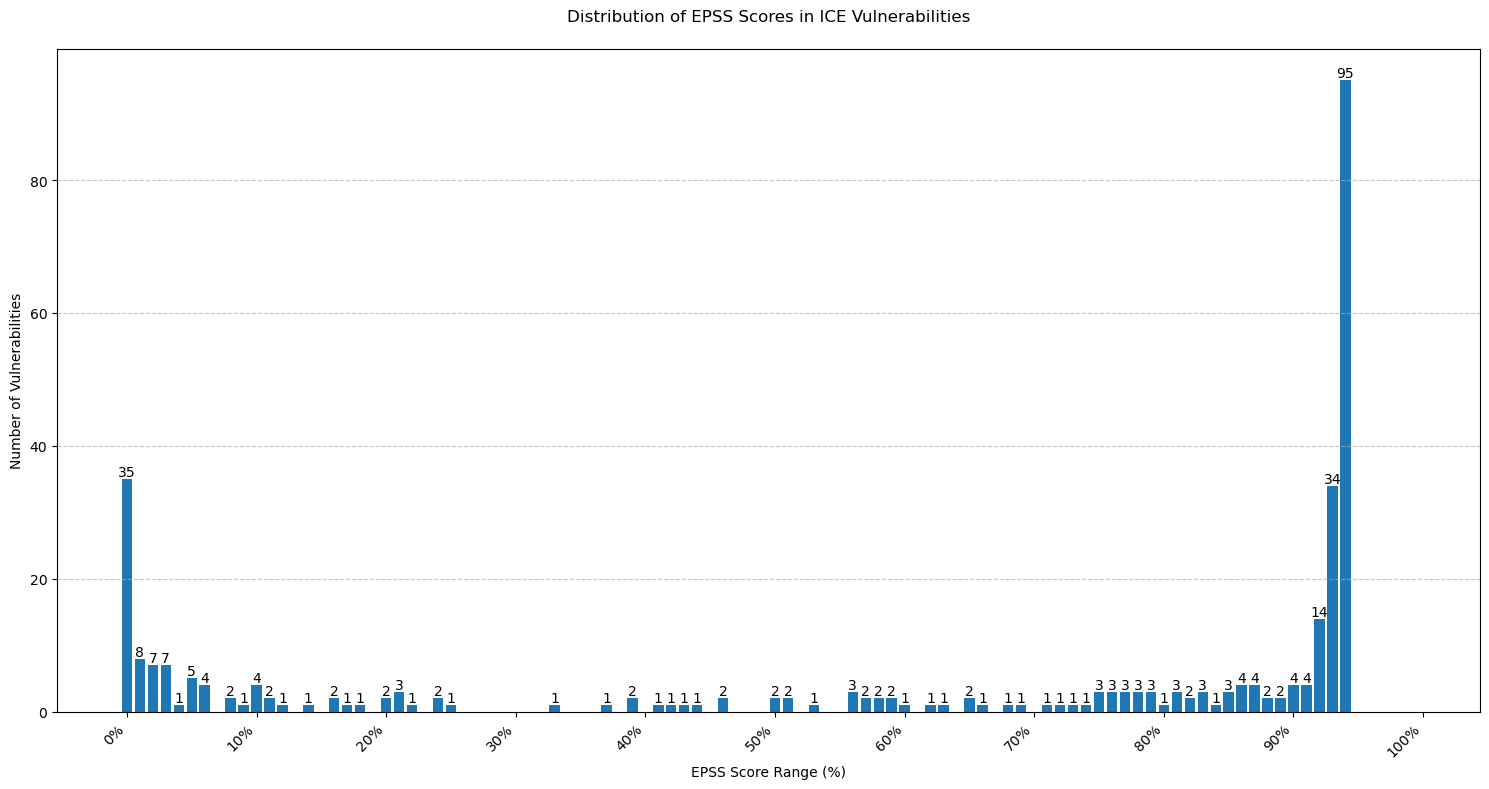 Distribution of EPSS Scores in ICE Vulnerabilities
95
80
60
40
35
34
20
14
8 7 7 1 5 4 2 1 4 2 1 1 2 1 1 2 3 1 2 1 1 1 2 1 1 1 1 2 2 2 1 3 2 2 2 1 1 1 2 1 1 1 1 1 1 1 3 3 3 3 3 1 3 2 3 1 3 4 4 2 2 4 4
0
0% 10% 20% 30% 40% 50% 60% 70% 80% 90% 100%
Number of Vulnerabilities
EPSS Score Range (%)